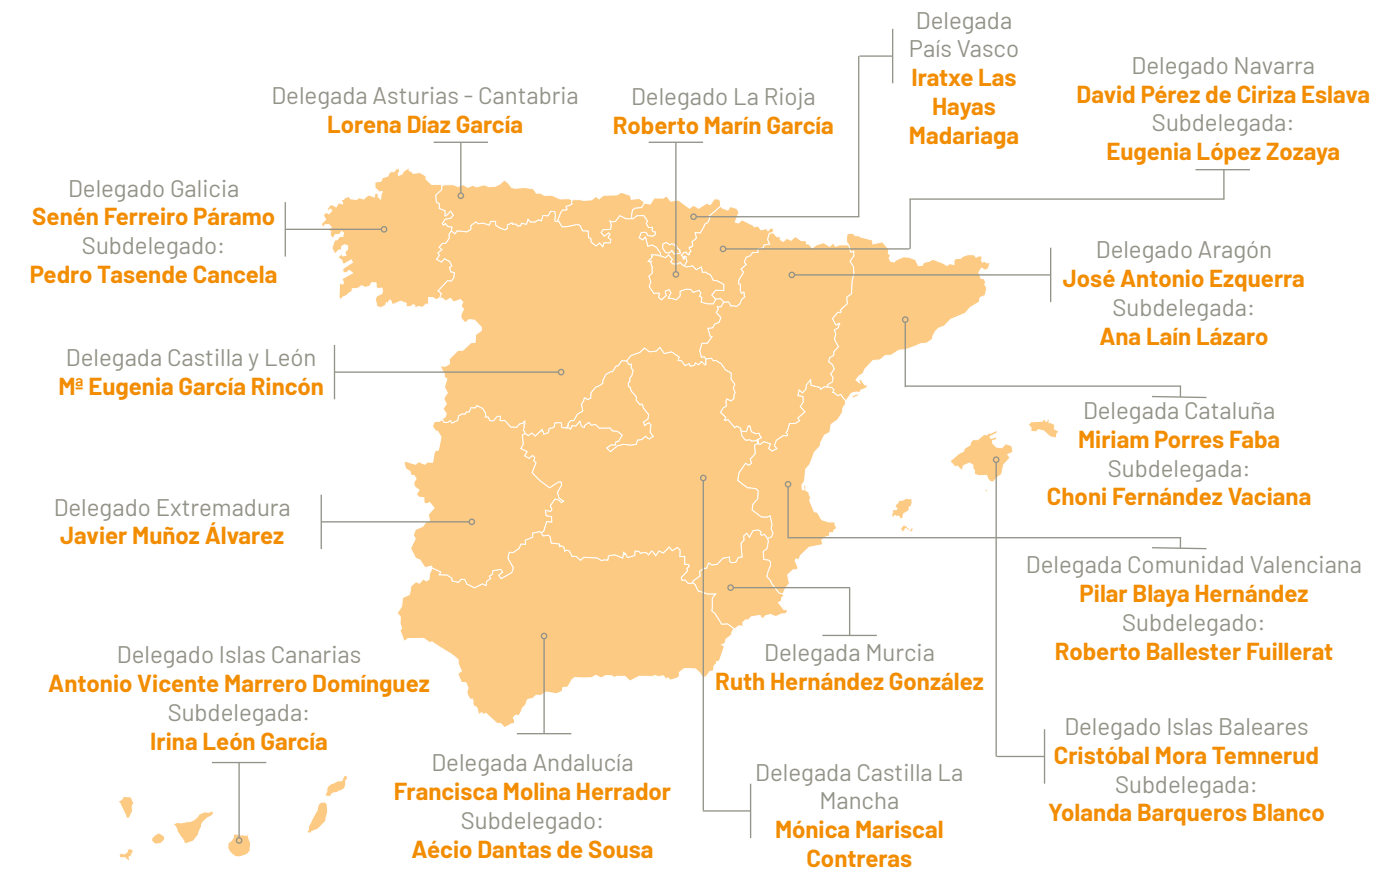 Delegada
País Vasco
Iratxe Las
Hayas
Madariaga
Delegado Navarra
David Pérez de Ciriza Eslava
Subdelegada:
Eugenia López Zozaya
Delegada Asturias - Cantabria
Lorena Díaz García
Delegado La Rioja
Roberto Marín García
Delegado Galicia
Senén Ferreiro Páramo
Subdelegado:
Pedro Tasende Cancela
Delegado Aragón
José Antonio Ezquerra
Subdelegada:
Ana Laín Lázaro
Delegada Castilla y León
Mª Eugenia García Rincón
Delegada Cataluña
Miriam Porres Faba
Subdelegada:
Choni Fernández Vaciana
Delegado Extremadura
Javier Muñoz Álvarez
Delegada Comunidad Valenciana
Pilar Blaya Hernández
Subdelegado:
Roberto Ballester Fuillerat
Delegado Islas Canarias
Antonio Vicente Marrero Domínguez
Subdelegada:
Irina León García
Delegada Murcia
Ruth Hernández González
Delegado Islas Baleares
Cristóbal Mora Temnerud
Subdelegada:
Yolanda Barqueros Blanco
Delegada Andalucía
Francisca Molina Herrador
Subdelegado:
Aécio Dantas de Sousa
Delegada Castilla La
Mancha
Mónica Mariscal
Contreras